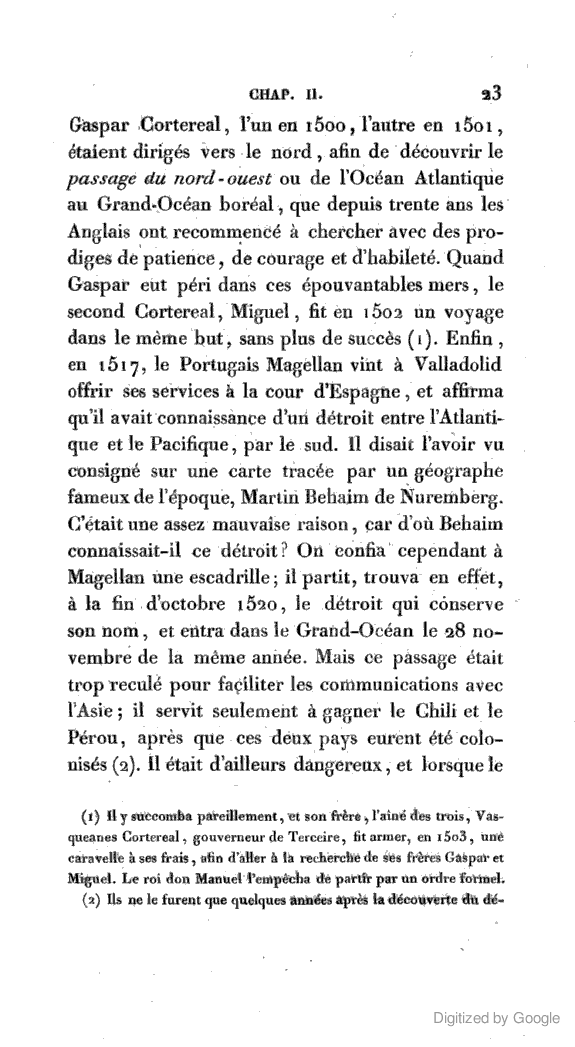 CHAP. II. 23
Gaspar Cortereal, l'un en 1500, l'autre en 1501,
étaient dirigés vers le nord, afin de découvrir le
passage du nord-ouest ou de l'Océan Atlantique
au Grand-Océan boréal, que depuis trente ans les
Anglais ont recommencé à chercher avec des pro-
diges de patience, de courage et d'habileté. Quand
Gaspar eut péri dans ces épouvantables mers, le
second Cortereal, Miguel, fit en 1502 un voyage
dans le même but, sans plus de succès (1). Enfin,
en 1517, le Portugais Magellan vint à Valladolid
offrir ses services à la cour d'Espagne, et affirma
qu'il avait connaissance d'un détroit entre l'Atlanti-
que et le Pacifique, par le sud. Il disait l'avoir vu
consigné sur une carte tracée par un géographe
fameux de l'époque, Martin Behaim de Nuremberg.
C'était une assez mauvaise raison, car d'où Behaim
connaissait-il ce détroit? On confia cependant à
Magellan une escadrille; il partit, trouva en effet,
à la fin d'octobre 1520, le détroit qui conserve
son nom, et entra dans le Grand-Océan le 28 no-
vembre de la même année. Mais ce passage était
trop reculé pour faciliter les communications avec
l'Asie; il servit seulement à gagner le Chili et le
Pérou, après que ces deux pays eurent été colo-
nisés (2). Il était d'ailleurs dangereux, et lorsque le
(1) Il y succomba pareillement, et son frère, l'aîné des trois, Vas-
queanes Cortereal, gouverneur de Terceire, fit armer, en 1503, une
caravelle à ses frais, afin d'aller à la recherche de ses frères Gaspar et
Miguel. Le roi don Manuel l'empêcha de partir par un ordre formel.
(2) Ils ne le furent que quelques années après la découverte du dé-
Digitized by Google